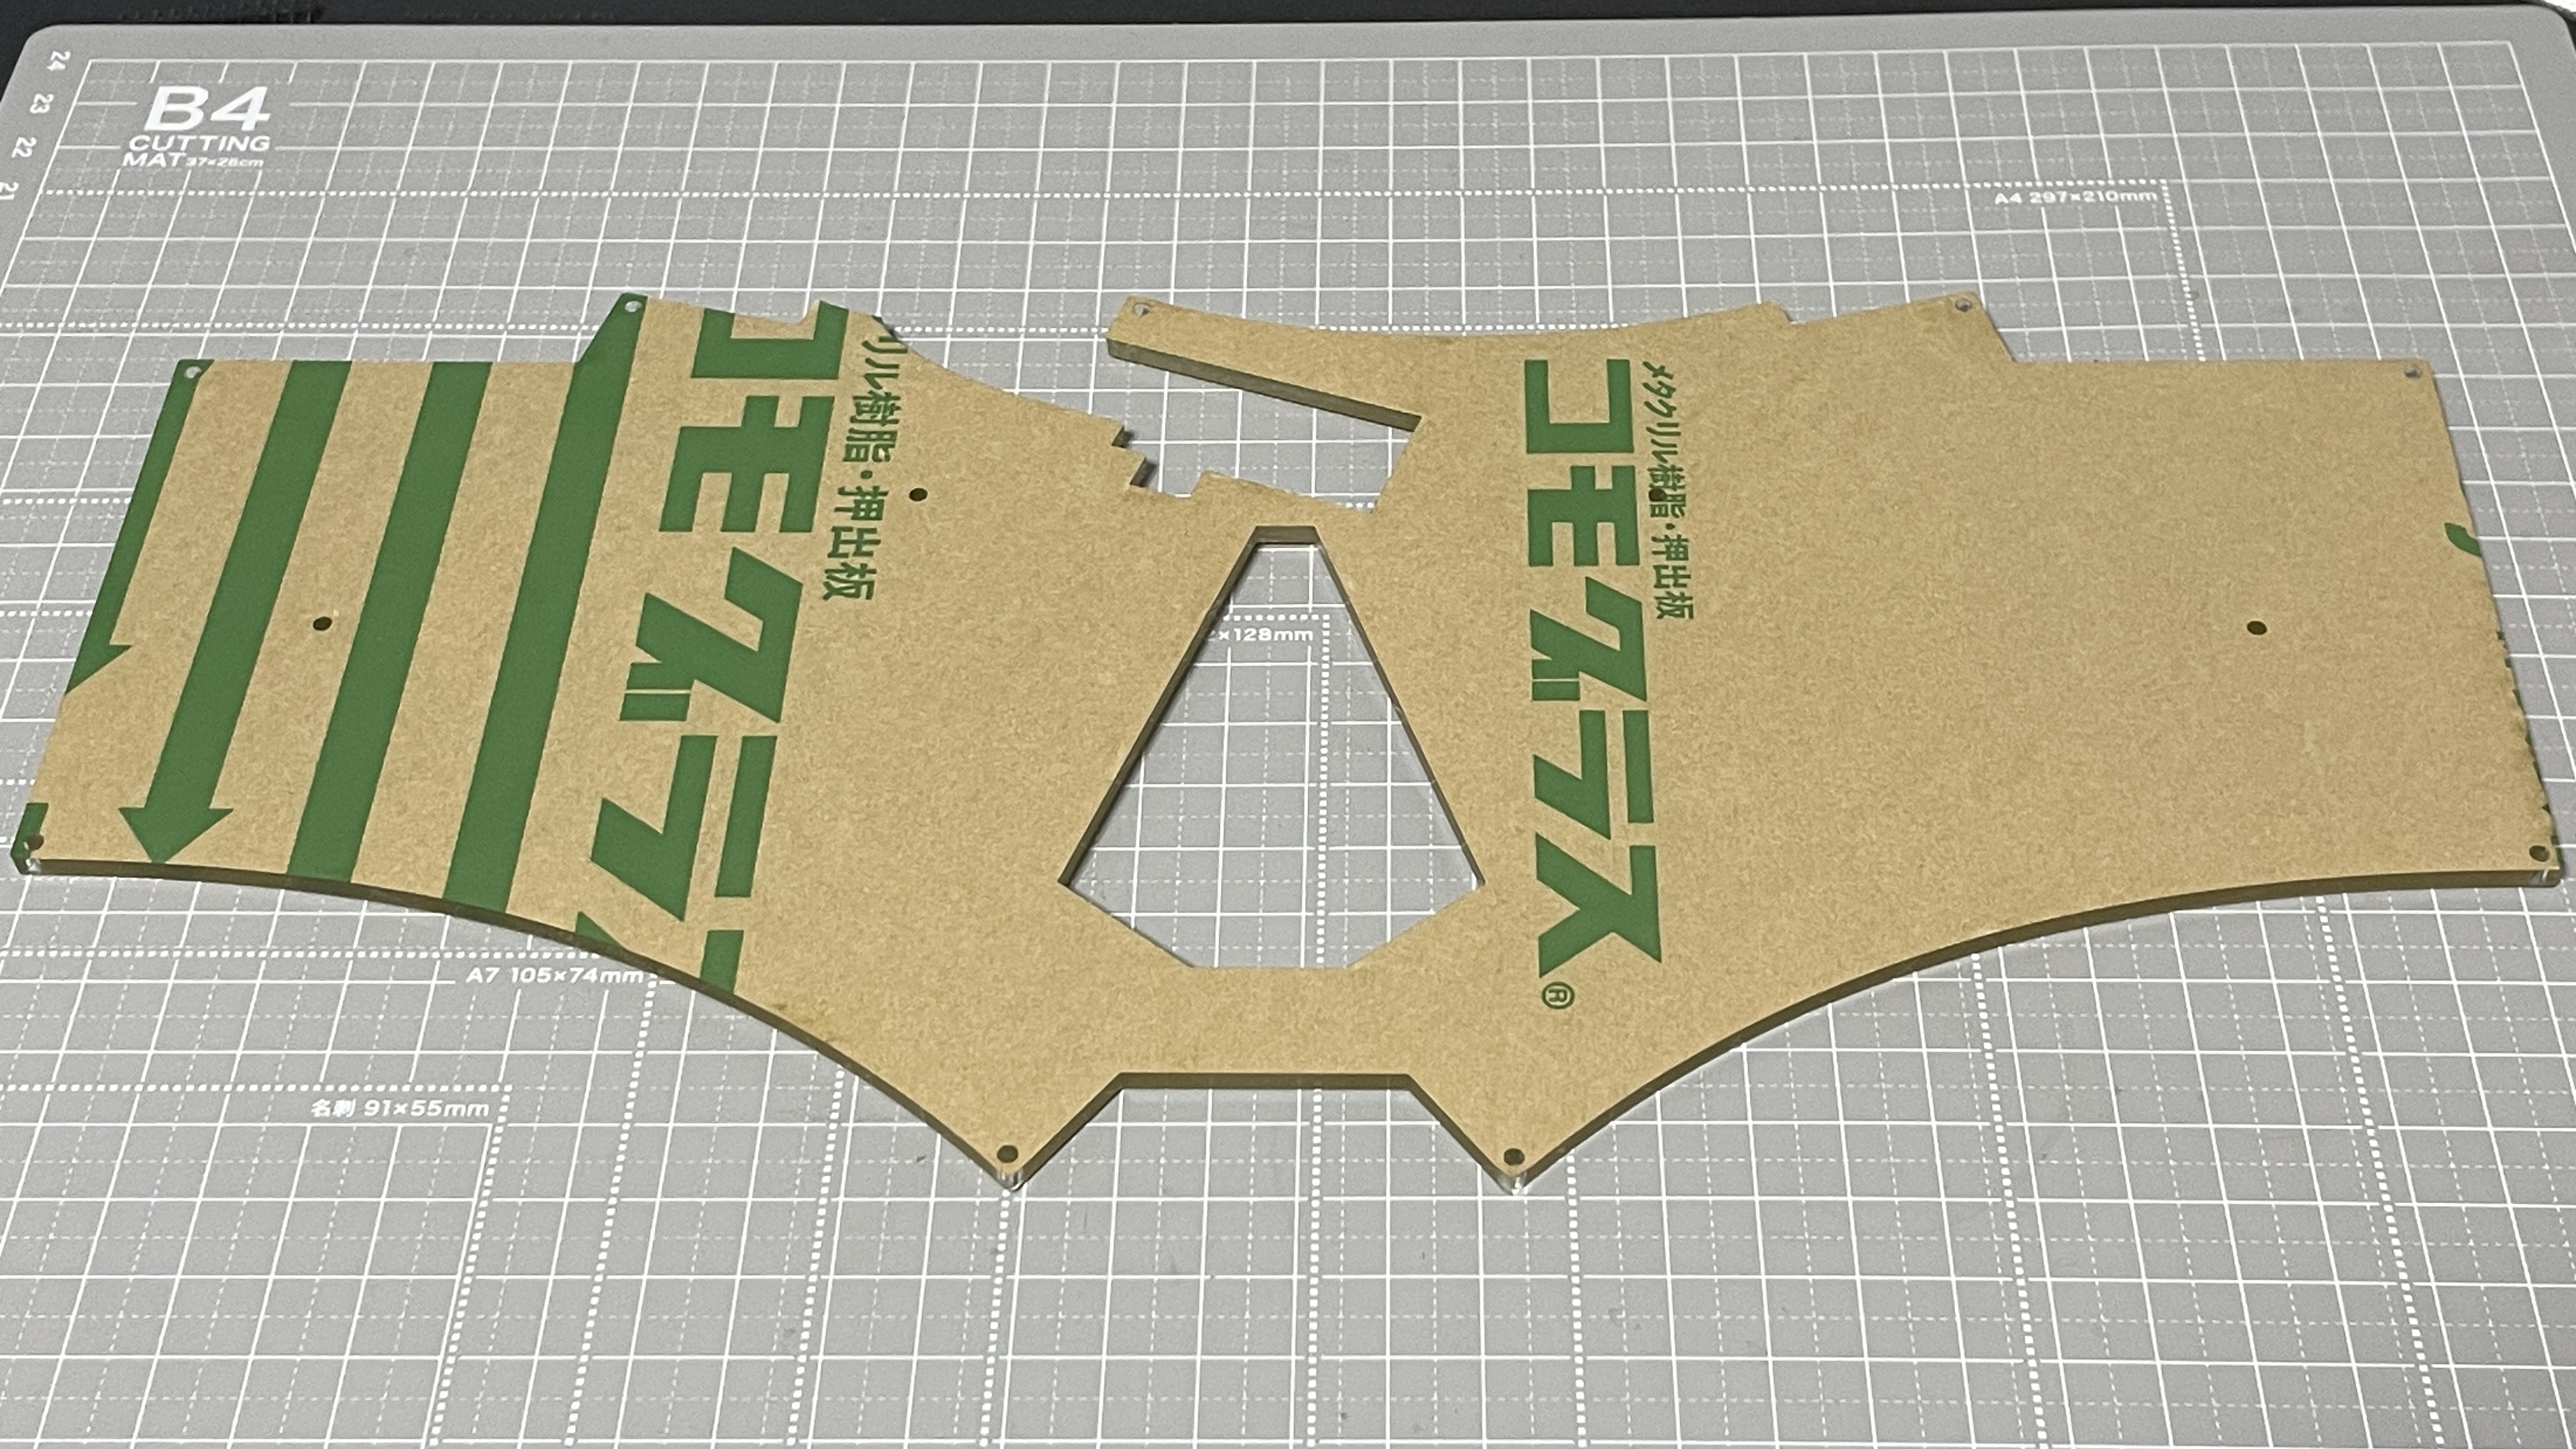 24
23
22
21
B4
CUTTING
MAT 37×26cm
A4 297×210mm
コモグラ
リル樹脂・押出板
×128mm
メタクリル樹脂・押出板
コモグラス®
A7 105×74mm
名刺 91×55mm